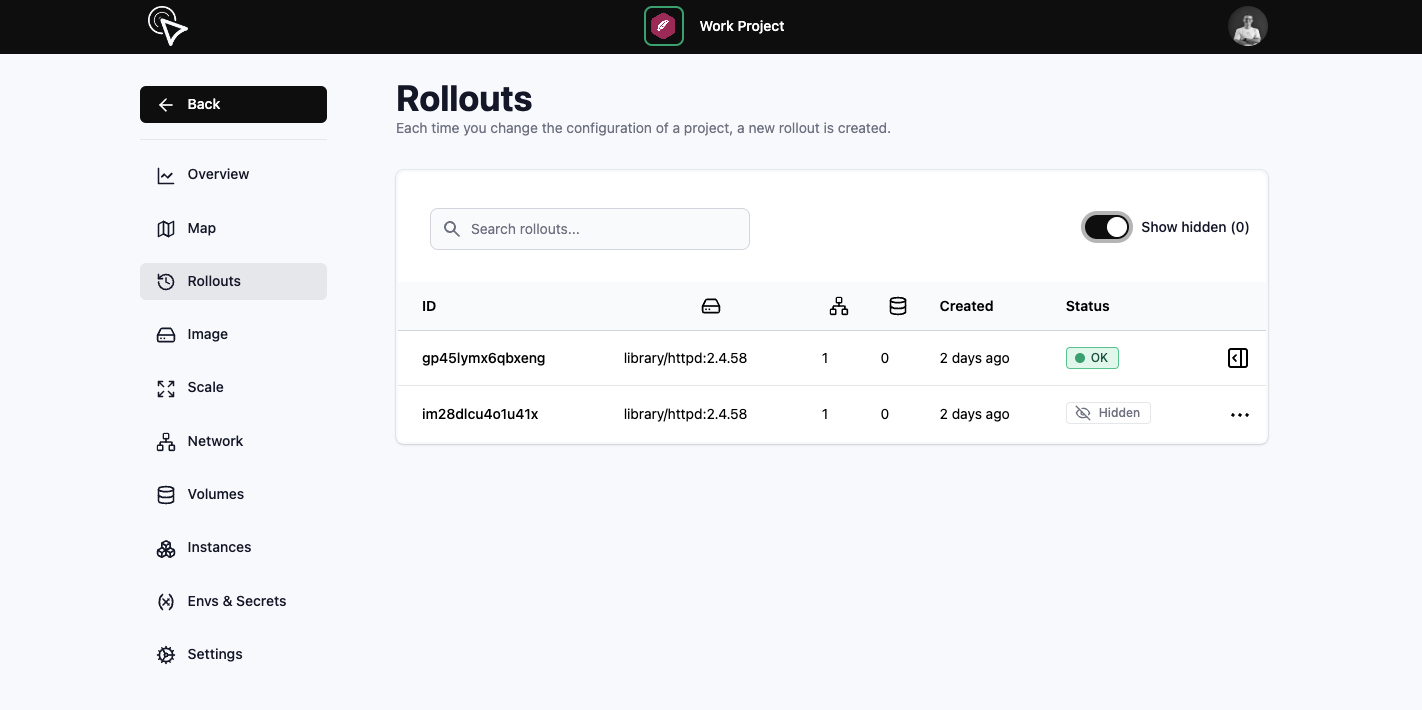 Work Project
Back
Overview
Map
Rollouts
Image
Scale
Network
Volumes
Instances
Envs & Secrets
Settings
Rollouts
Each time you change the configuration of a project, a new rollout is created.
Search rollouts...
Show hidden (0)
ID Created Status
gp45lymx6qbxeng library/httpd:2.4.58 1 0 2 days ago OK
im28dlcu4o1u41x library/httpd:2.4.58 1 0 2 days ago Hidden